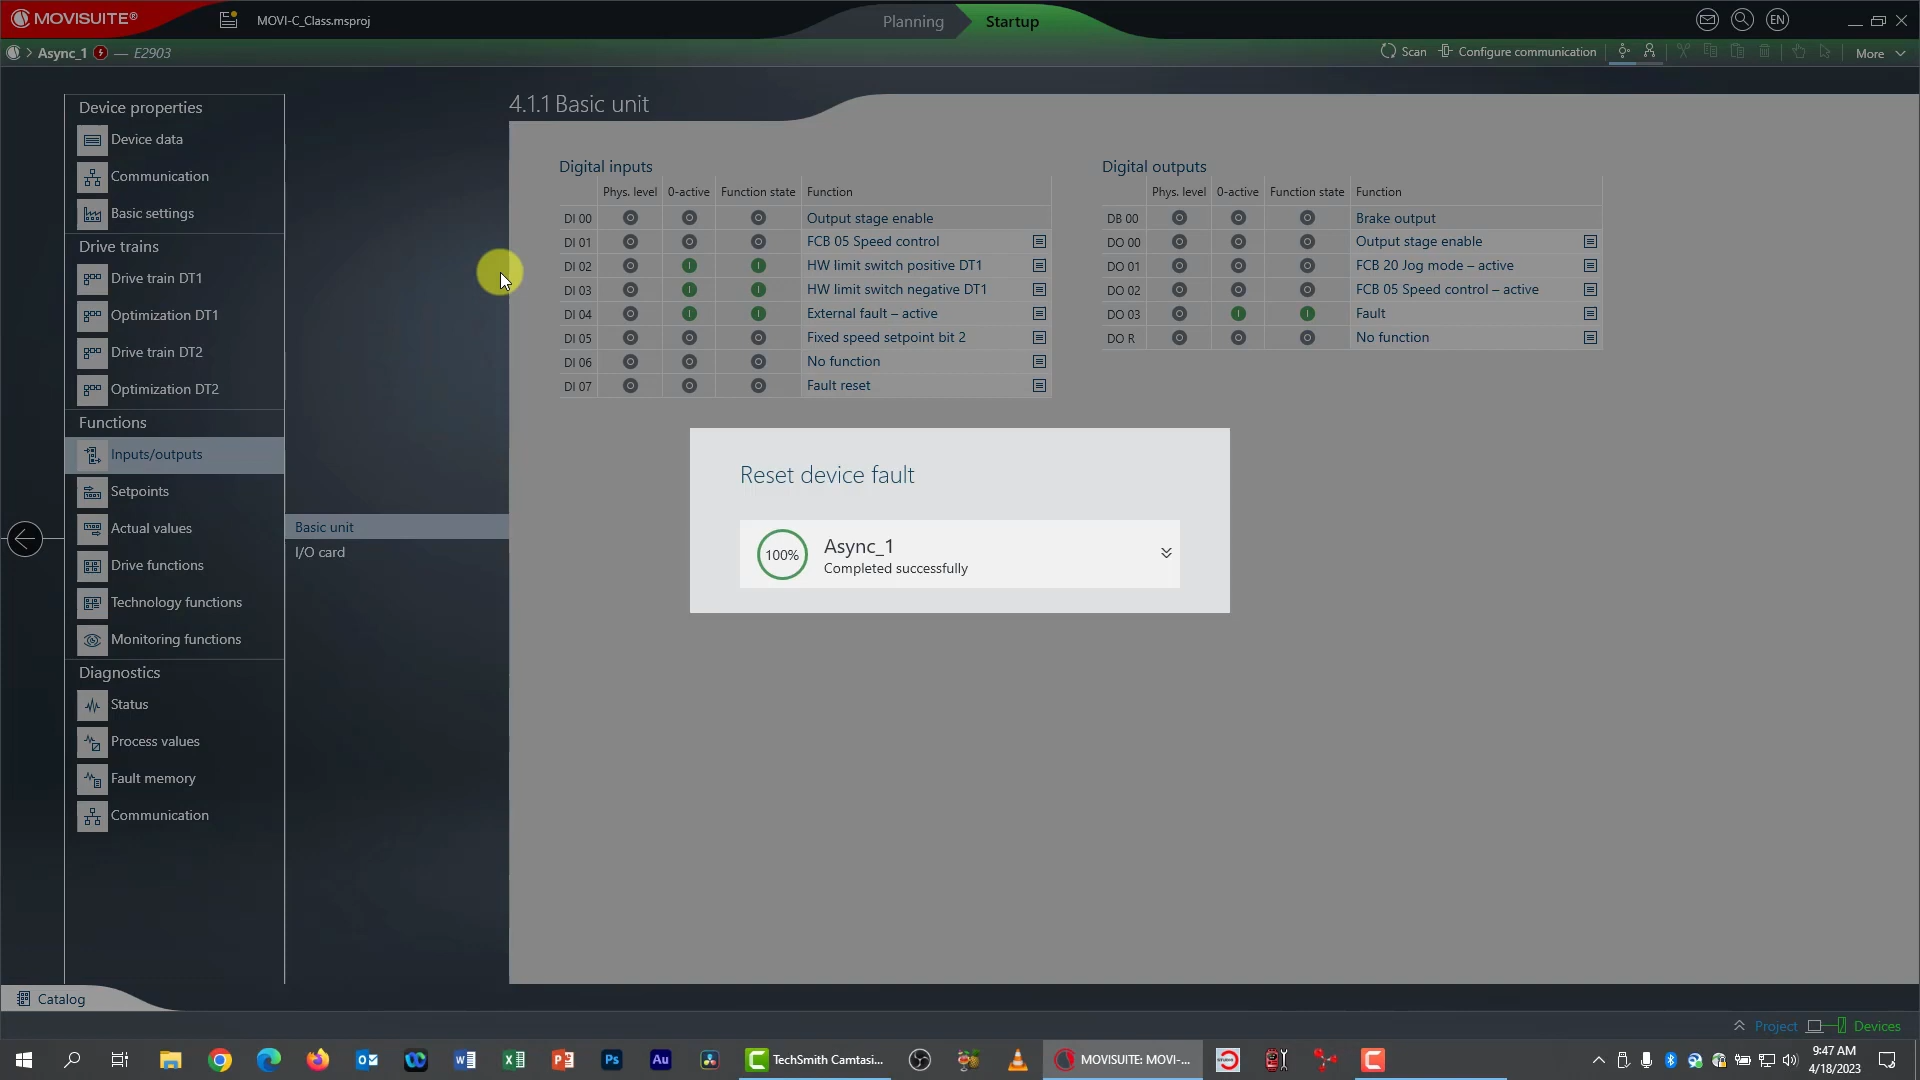 MOVISUITE®
MOVI-C_Class.msproj
Planning
Startup
EN
Async_1 — E2903
Scan
Configure communication
More
Device properties
Device data
Communication
Basic settings
Drive trains
Drive train DT1
Optimization DT1
Drive train DT2
Optimization DT2
Functions
Inputs/outputs
Setpoints
Actual values
Drive functions
Technology functions
Monitoring functions
Diagnostics
Status
Process values
Fault memory
Communication
Basic unit
I/O card
4.1.1 Basic unit
Digital inputs
Phys. level 0-active Function state Function
DI 00 Output stage enable
DI 01 FCB 05 Speed control
DI 02 HW limit switch positive DT1
DI 03 HW limit switch negative DT1
DI 04 External fault – active
DI 05 Fixed speed setpoint bit 2
DI 06 No function
DI 07 Fault reset
Digital outputs
Phys. level 0-active Function state Function
DB 00 Brake output
DO 00 Output stage enable
DO 01 FCB 20 Jog mode – active
DO 02 FCB 05 Speed control – active
DO 03 Fault
DO R No function
Reset device fault
100%
Async_1
Completed successfully
Catalog
Project
Devices
TechSmith Camtasi...
MOVISUITE: MOVI-...
9:47 AM
4/18/2023